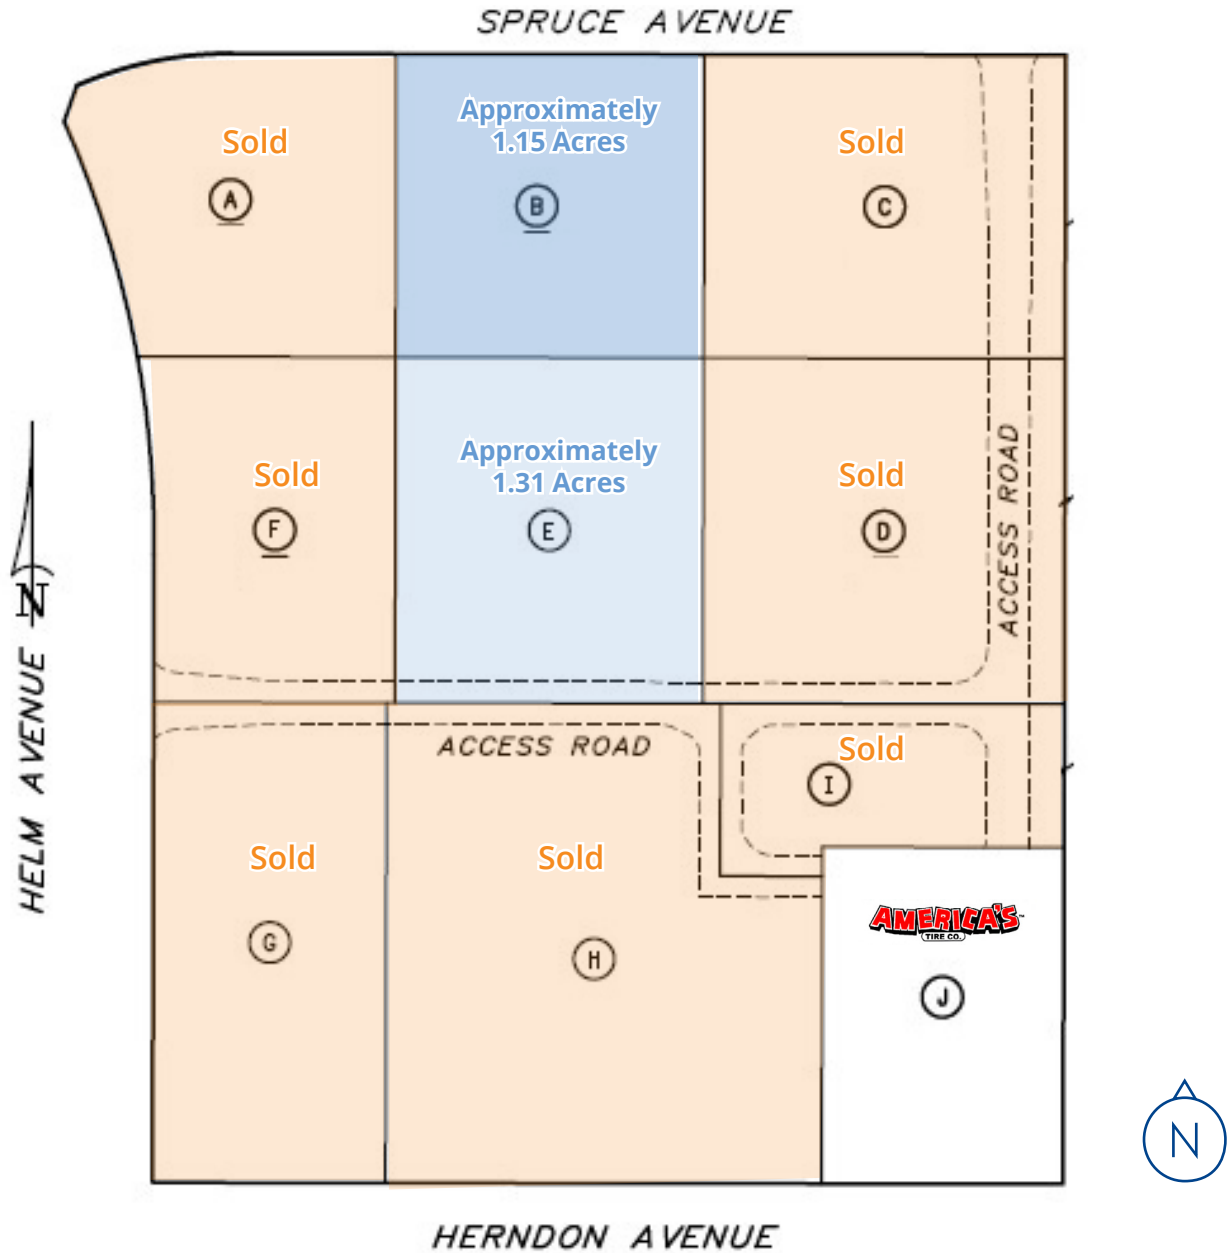 SPRUCE AVENUE
Sold
A
Approximately
1.15 Acres
B
Sold
C
Sold
F
Approximately
1.31 Acres
E
Sold
D
ACCESS ROAD
N
HELM AVENUE
ACCESS ROAD
Sold
I
Sold
G
Sold
H
AMERICA'S
TIRE CO.
™
J
N
HERNDON AVENUE